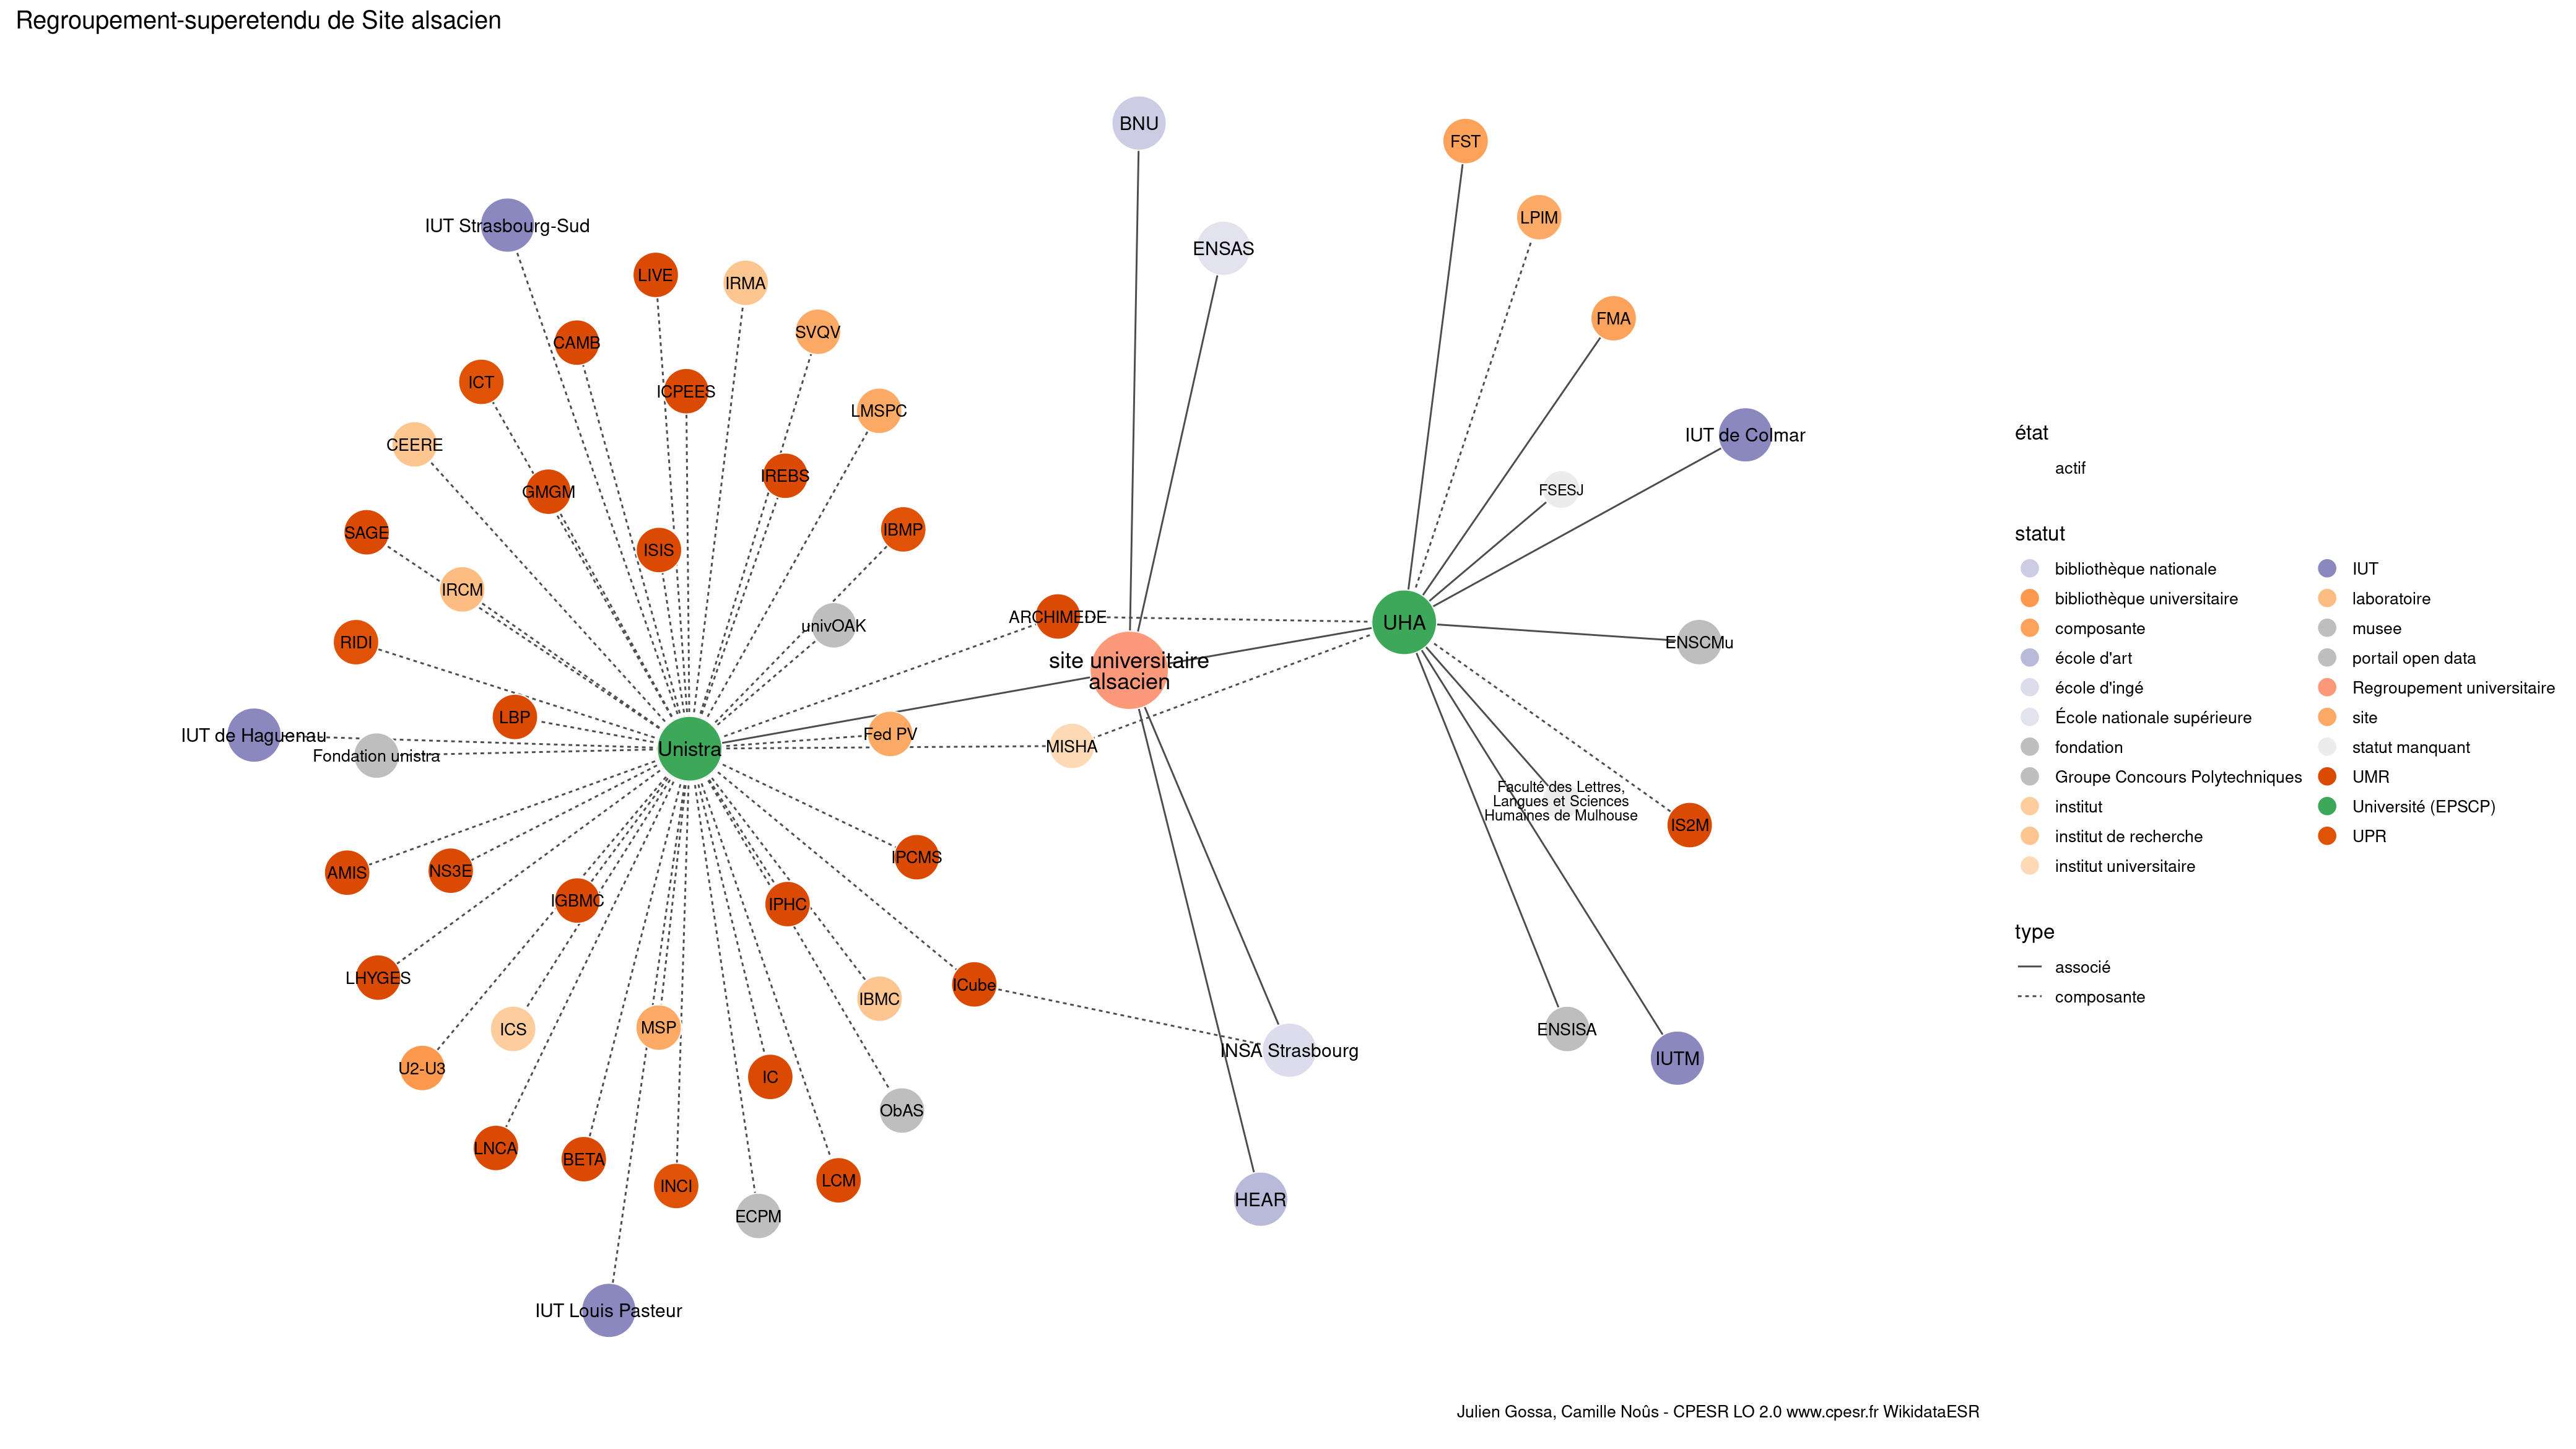 Regroupement-superetendu de Site alsacien
BNU
FST
LPIM
IUT Strasbourg-Sud
ENSAS
LIVE
IRMA
FMA
SVQV
CAMB
ICT
ICPEES
LMSPC
IUT de Colmar
CEERE
IREBS
GMGM
FSESJ
SAGE
IBMP
ISIS
IRCM
ARCHIMEDE
UHA
univOAK
RIDI
ENSCMu
site universitaire
alsacien
LBP
IUT de Haguenau
Fed PV
MISHA
Unistra
Fondation unistra
Faculté des Lettres,
Langues et Sciences
Humaines de Mulhouse
IS2M
IPCMS
AMIS
NS3E
IGBMC
IPHC
LHYGES
ICube
IBMC
ICS
MSP
ENSISA
INSA Strasbourg
IUTM
U2-U3
IC
ObAS
LNCA
BETA
LCM
INCI
HEAR
ECPM
IUT Louis Pasteur
état
actif
statut
bibliothèque nationale
bibliothèque universitaire
composante
école d'art
école d'ingé
École nationale supérieure
fondation
Groupe Concours Polytechniques
institut
institut de recherche
institut universitaire
IUT
laboratoire
musee
portail open data
Regroupement universitaire
site
statut manquant
UMR
Université (EPSCP)
UPR
type
associé
composante
Julien Gossa, Camille Noûs - CPESR LO 2.0 www.cpesr.fr WikidataESR